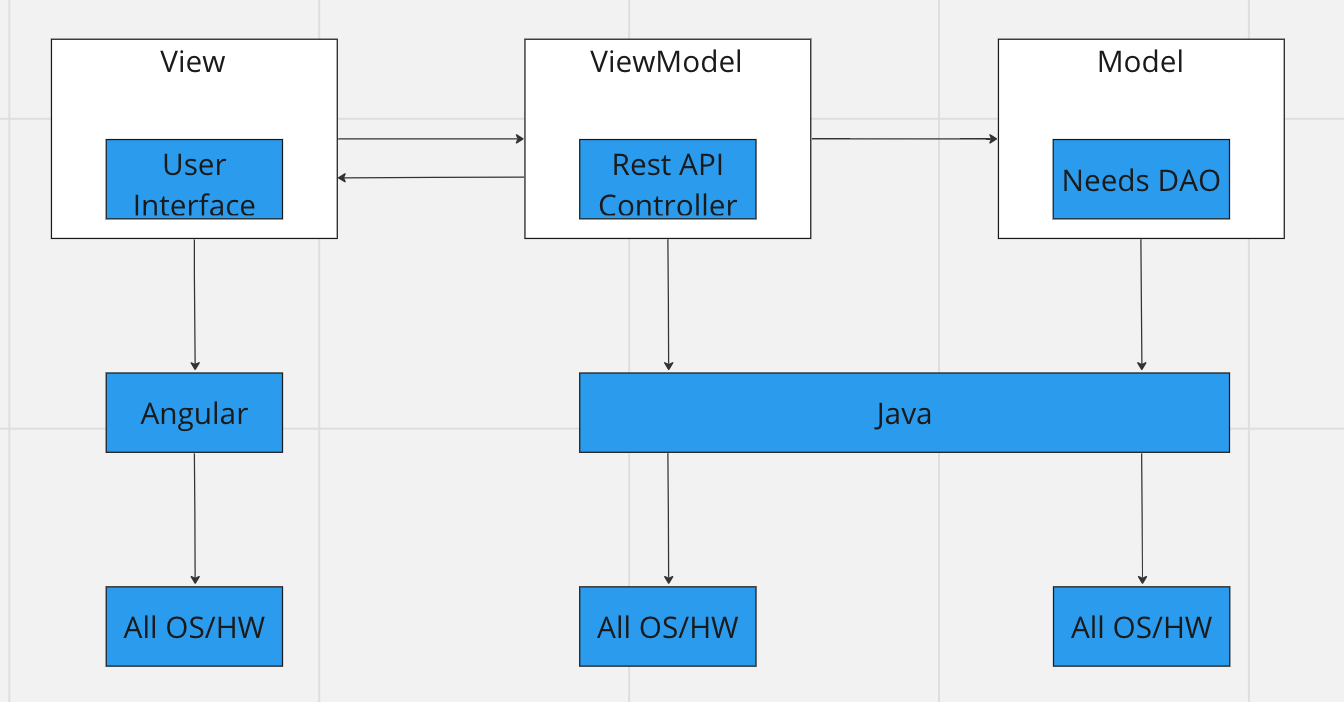 View
ViewModel
Model
User
Interface
Rest API
Controller
Needs DAO
Angular
Java
All OS/HW
All OS/HW
All OS/HW